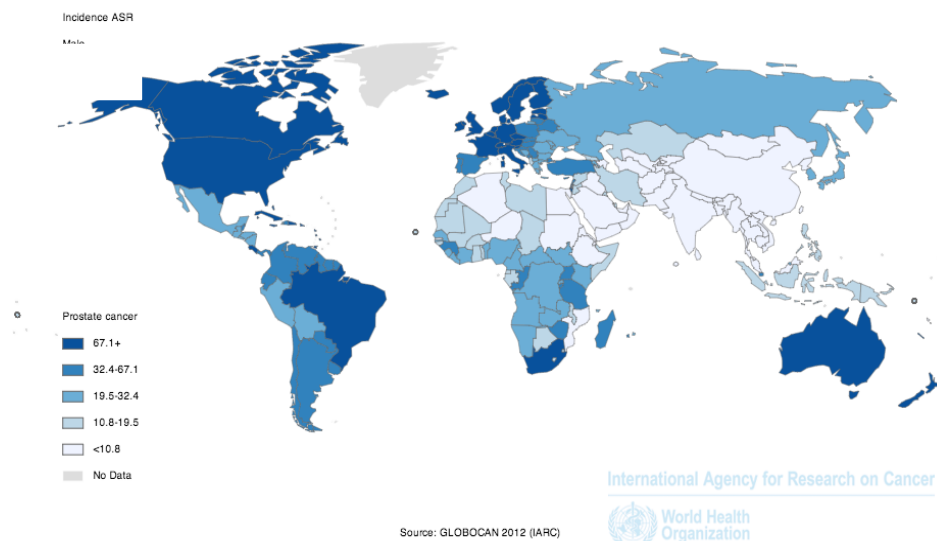 Incidence ASR
Male
Prostate cancer
67.1+
32.4-67.1
19.5-32.4
10.8-19.5
<10.8
No Data
International Agency for Research on Cancer
World Health
Organization
Source: GLOBOCAN 2012 (IARC)